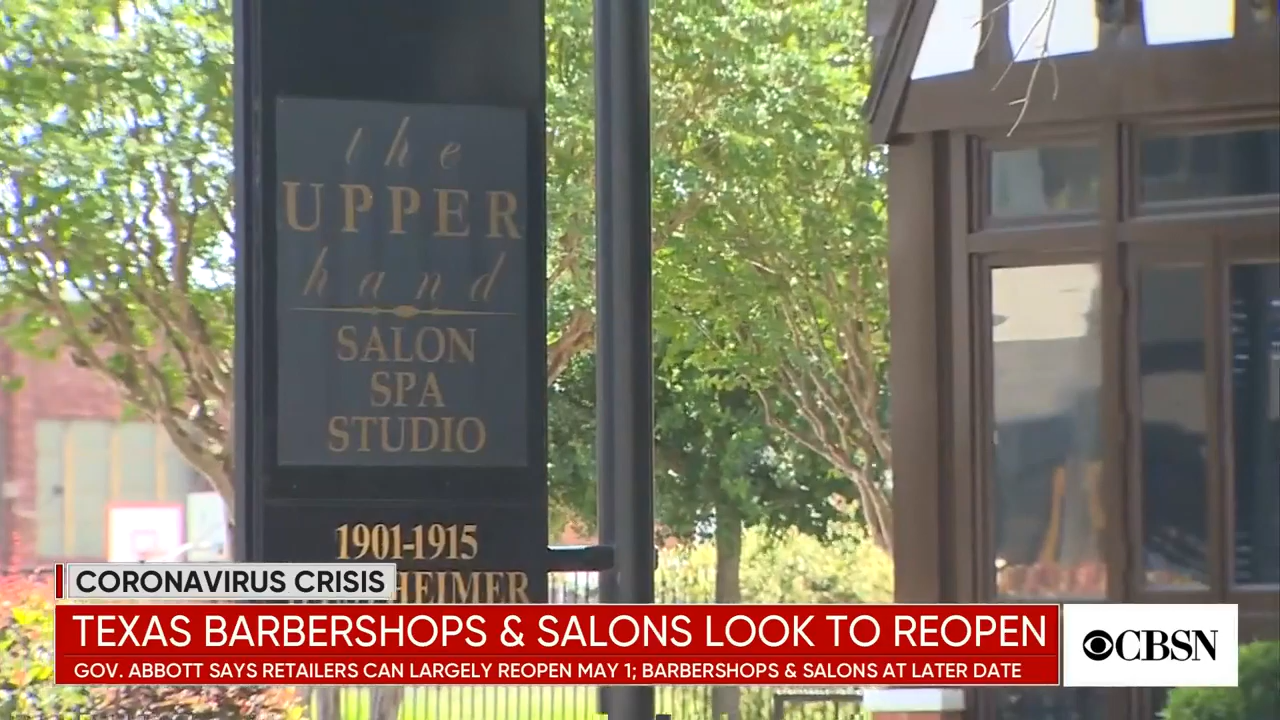 the
UPPER
hand
SALON
SPA
STUDIO
1901-1915
CORONAVIRUS CRISIS
TEXAS BARBERSHOPS & SALONS LOOK TO REOPEN
GOV. ABBOTT SAYS RETAILERS CAN LARGELY REOPEN MAY 1; BARBERSHOPS & SALONS AT LATER DATE
CBSN